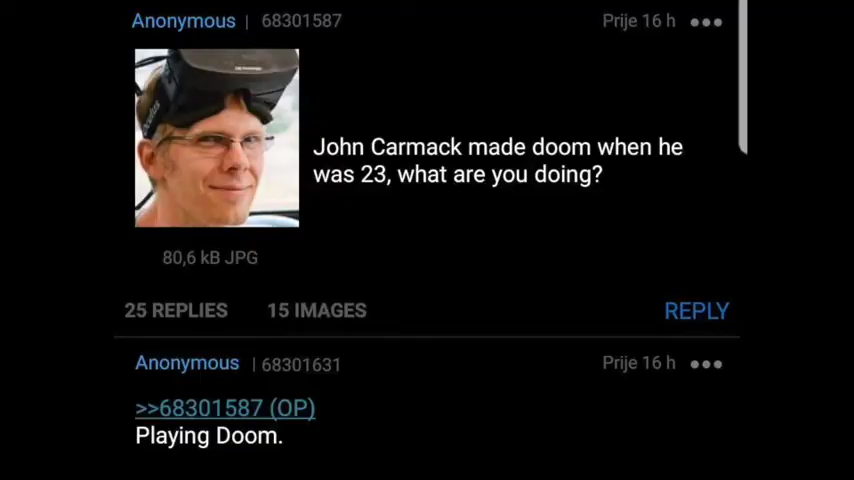 Anonymous | 68301587 Prije 16 h
John Carmack made doom when he
was 23, what are you doing?
80,6 kB JPG
25 REPLIES 15 IMAGES REPLY
Anonymous | 68301631 Prije 16 h
>>68301587 (OP)
Playing Doom.